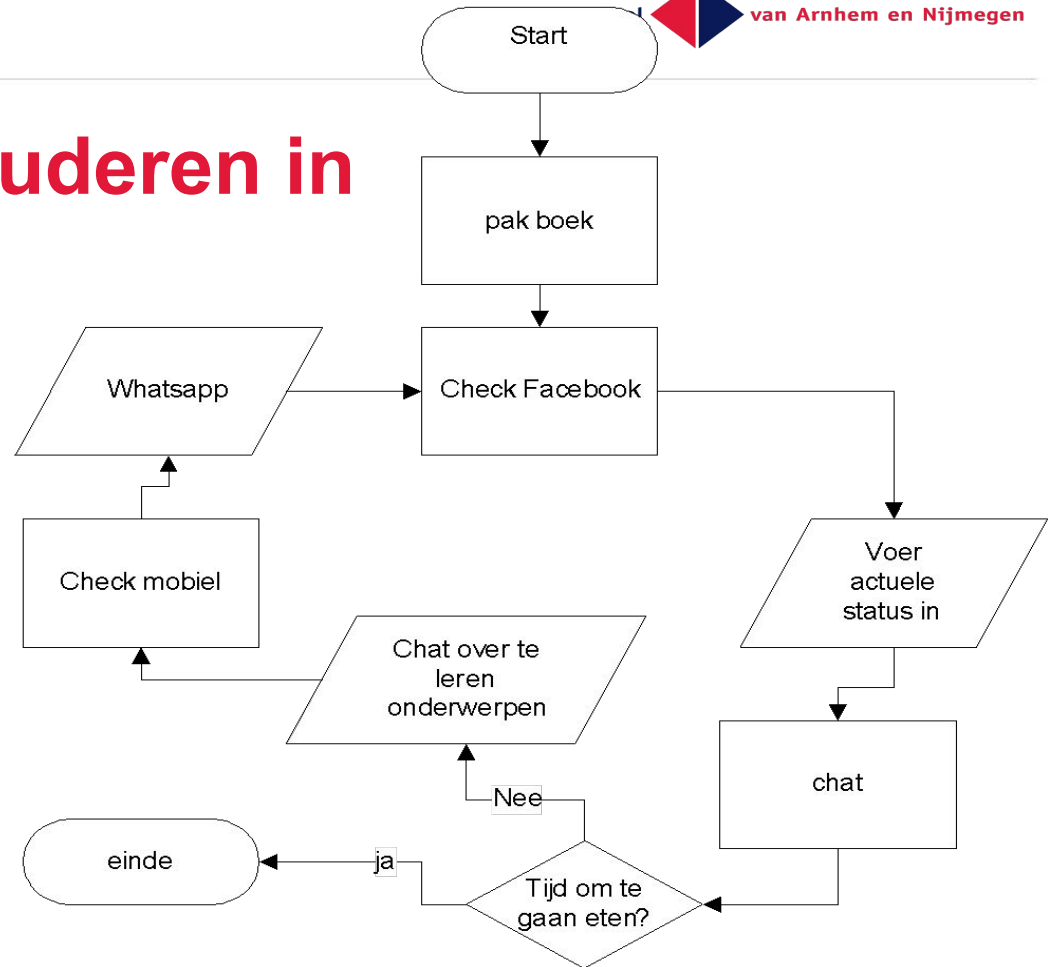 van Arnhem en Nijmegen
Start
uderen in
pak boek
Whatsapp
Check Facebook
Check mobiel
Voer
actuele
status in
Chat over te
leren
onderwerpen
chat
Nee
einde
ja
Tijd om te
gaan eten?